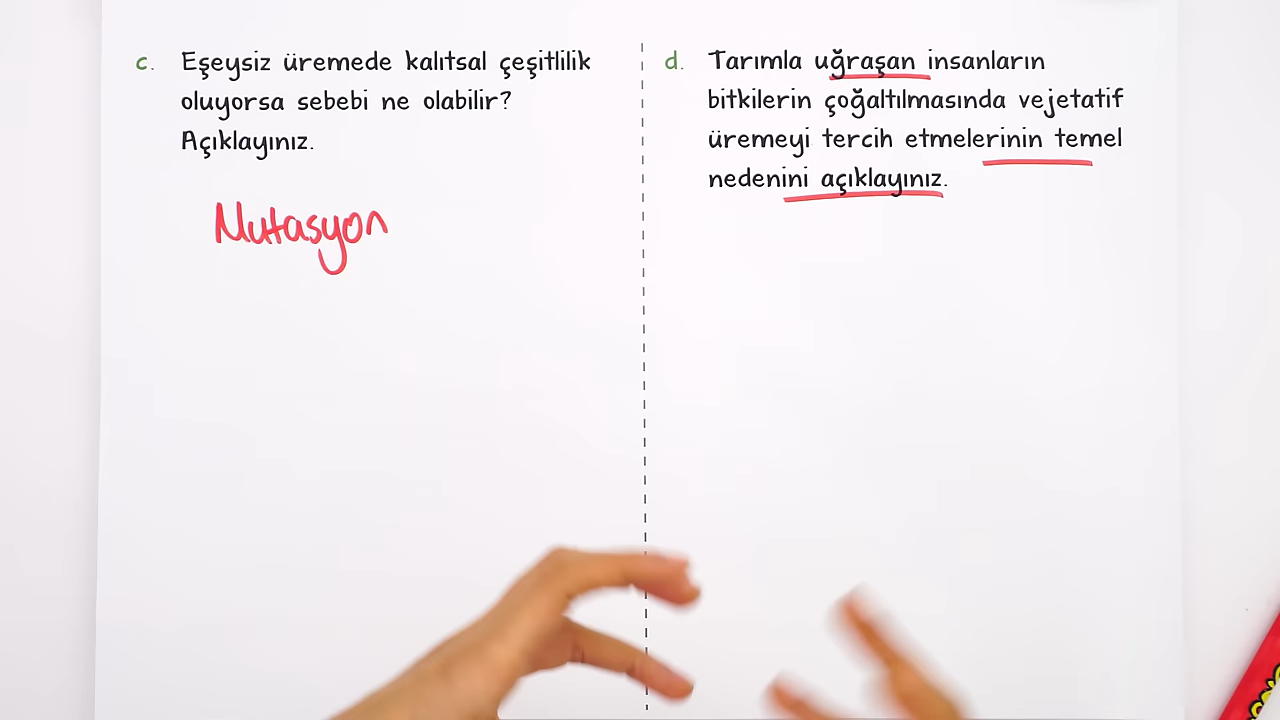 c. Eşeysiz üremede kalıtsal çeşitlilik
oluyorsa sebebi ne olabilir?
Açıklayınız.
Mutasyon
d. Tarımla uğraşan insanların
bitkilerin çoğaltılmasında vejetatif
üremeyi tercih etmelerinin temel
nedenini açıklayınız.